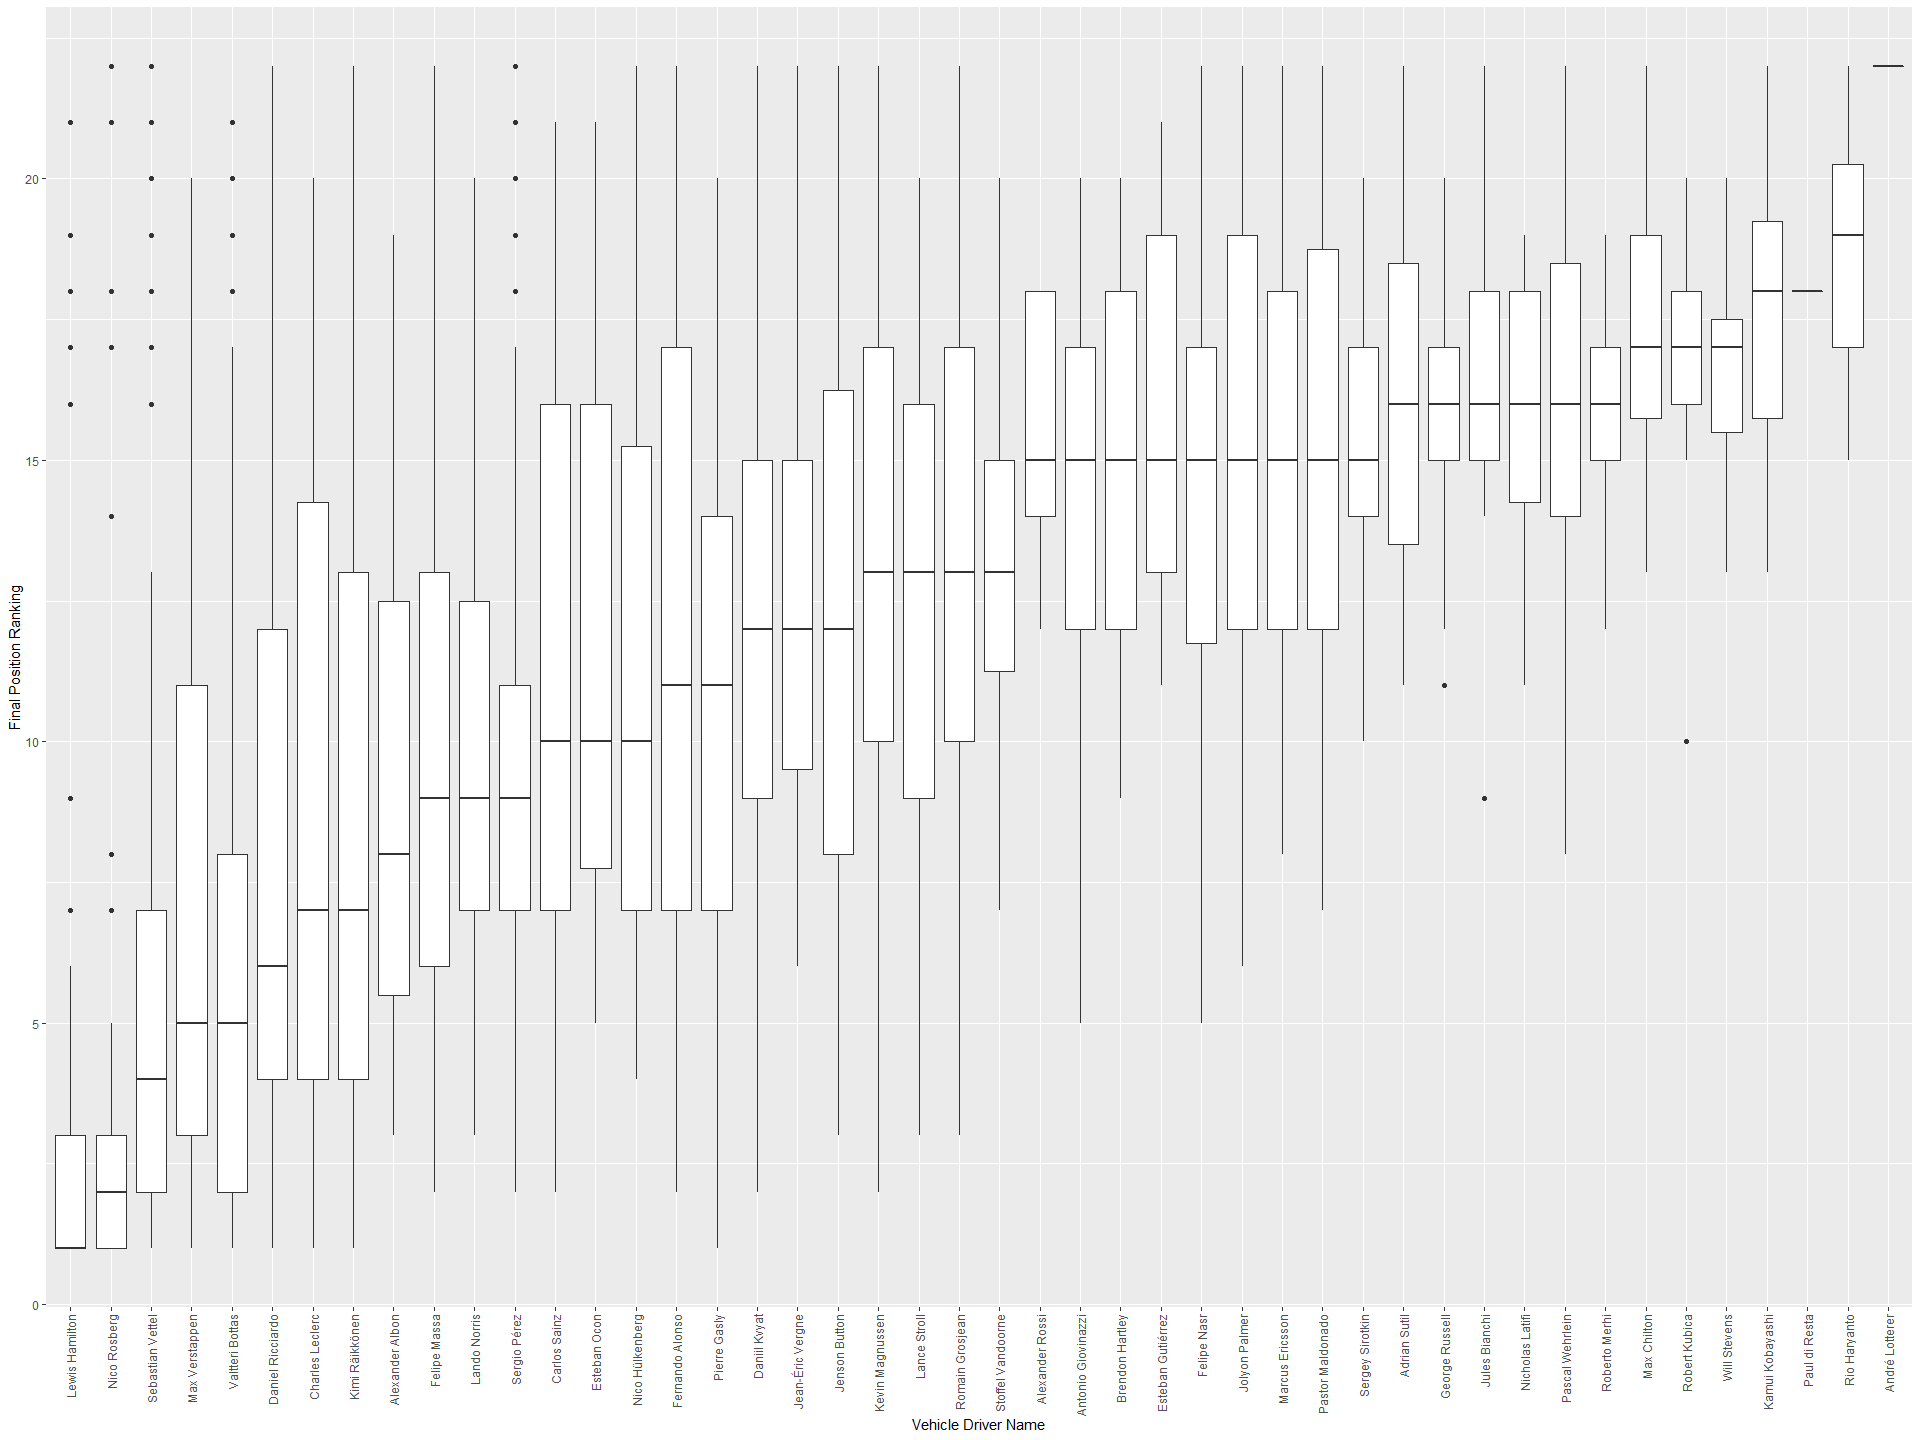 Final Position Ranking
20
15
10
5
0
Lewis Hamilton
Nico Rosberg
Sebastian Vettel
Max Verstappen
Valtteri Bottas
Daniel Ricciardo
Charles Leclerc
Kimi Räikkönen
Alexander Albon
Felipe Massa
Lando Norris
Sergio Pérez
Carlos Sainz
Esteban Ocon
Nico Hülkenberg
Fernando Alonso
Pierre Gasly
Daniil Kvyat
Jean-Éric Vergne
Jenson Button
Kevin Magnussen
Lance Stroll
Romain Grosjean
Stoffel Vandoorne
Alexander Rossi
Antonio Giovinazzi
Brendon Hartley
Esteban Gutiérrez
Felipe Nasr
Jolyon Palmer
Marcus Ericsson
Pastor Maldonado
Sergey Sirotkin
Adrian Sutil
George Russell
Jules Bianchi
Nicholas Latifi
Pascal Wehrlein
Roberto Merhi
Max Chilton
Robert Kubica
Will Stevens
Kamui Kobayashi
Paul di Resta
Rio Haryanto
André Lotterer
Vehicle Driver Name